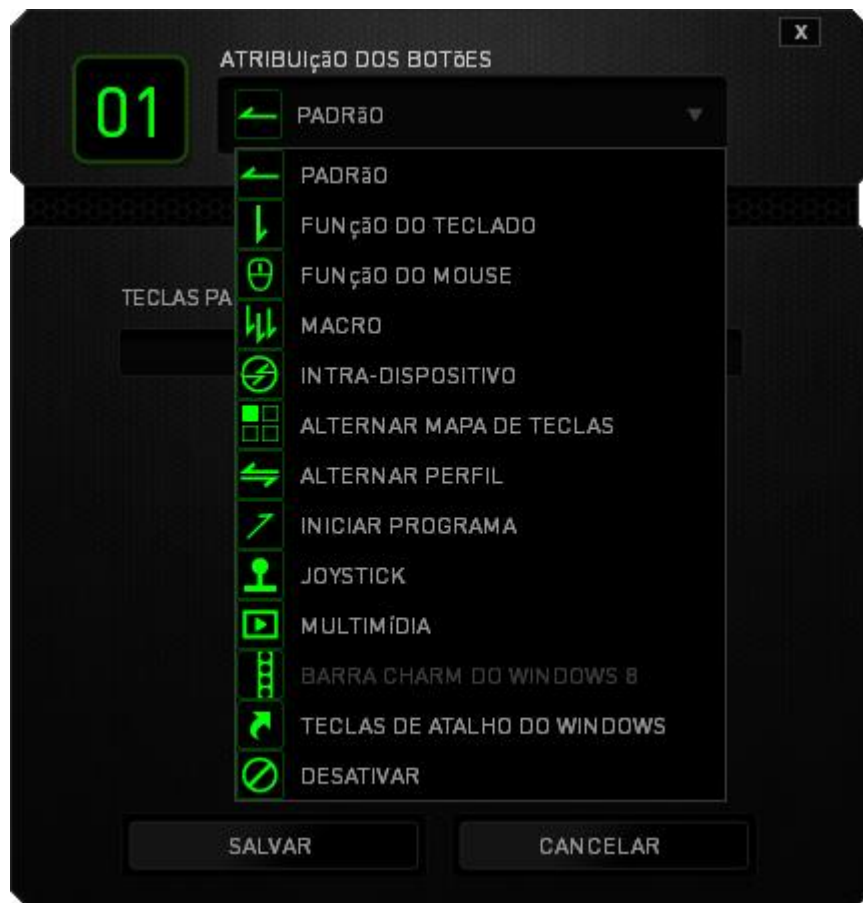 X
ATRIBUIçãO DOS BOTõES
01
PADRãO
PADRãO
FUNçãO DO TECLADO
FUNçãO DO MOUSE
TECLAS PA
MACRO
INTRA-DISPOSITIVO
ALTERNAR MAPA DE TECLAS
ALTERNAR PERFIL
INICIAR PROGRAMA
JOYSTICK
MULTIMíDIA
BARRA CHARM DO WINDOWS 8
TECLAS DE ATALHO DO WINDOWS
DESATIVAR
SALVAR
CANCELAR